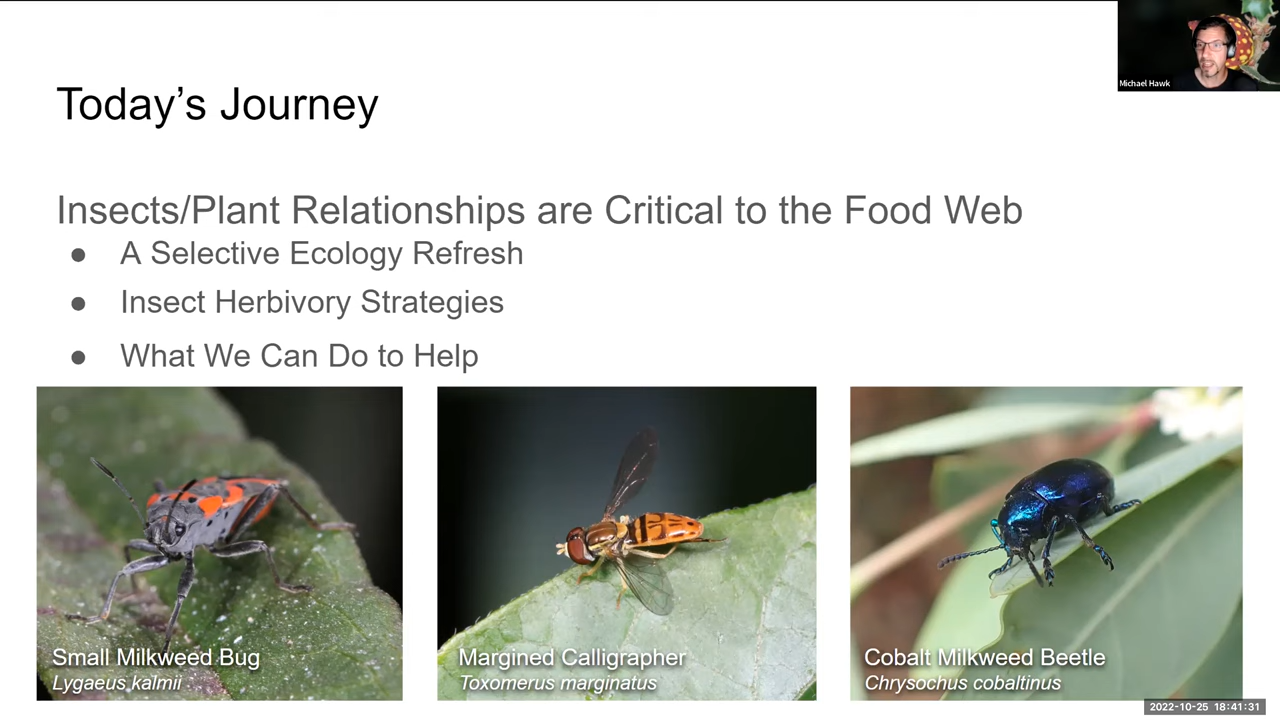 Michael Hawk
Today's Journey
Insects/Plant Relationships are Critical to the Food Web
● A Selective Ecology Refresh
● Insect Herbivory Strategies
● What We Can Do to Help
Small Milkweed Bug
Lygaeus kalmii
Margined Calligrapher
Toxomerus marginatus
Cobalt Milkweed Beetle
Chrysochus cobaltinus
2022-10-25 18:41:31